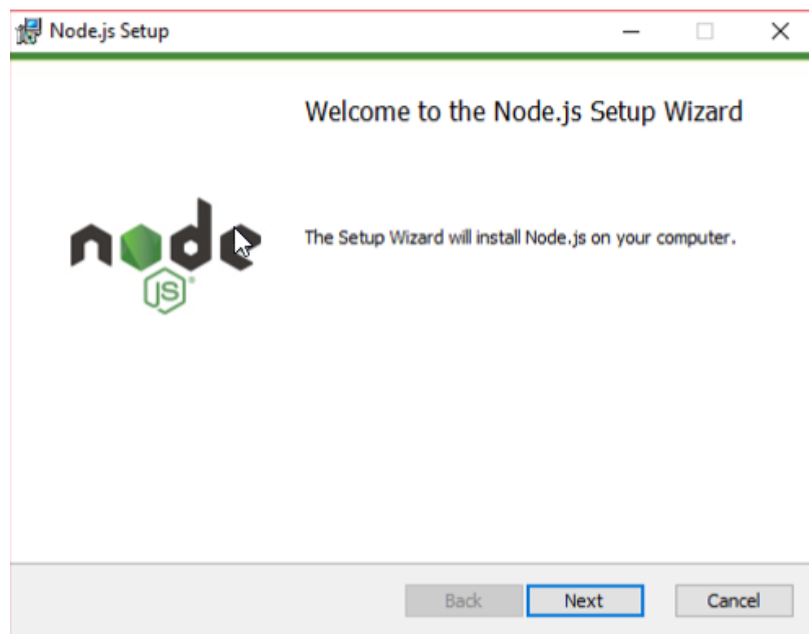 Node.js Setup
Welcome to the Node.js Setup Wizard
The Setup Wizard will install Node.js on your computer.
node
JS
Back
Next
Cancel